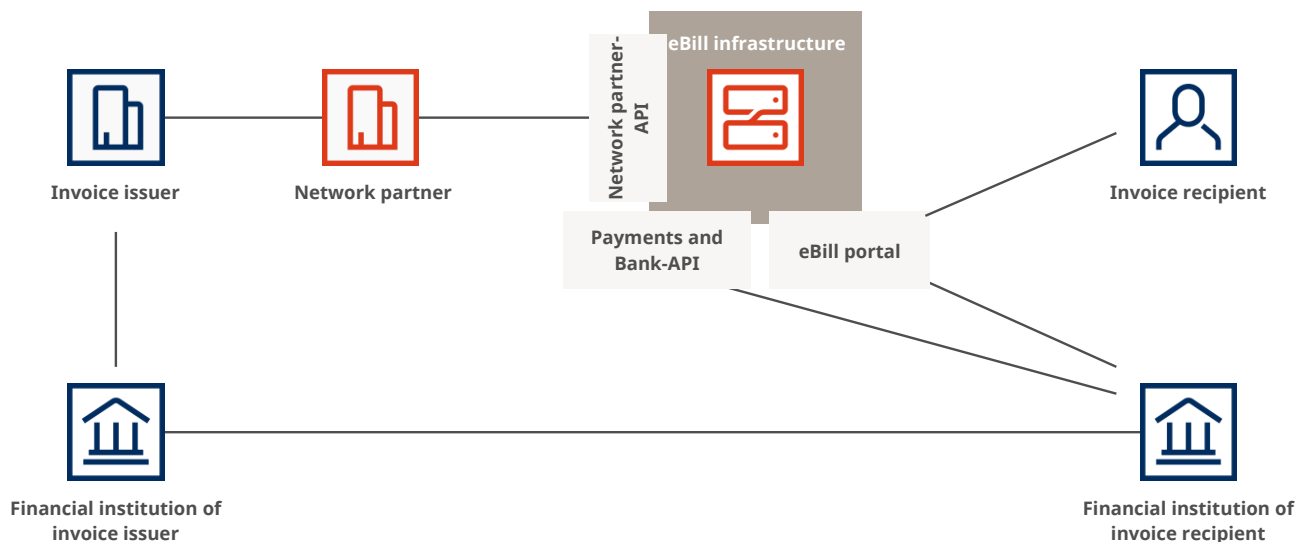 eBill infrastructure
Network partner-
API
Invoice issuer
Network partner
Invoice recipient
Payments and
Bank-API
eBill portal
Financial institution of
invoice issuer
Financial institution of
invoice recipient